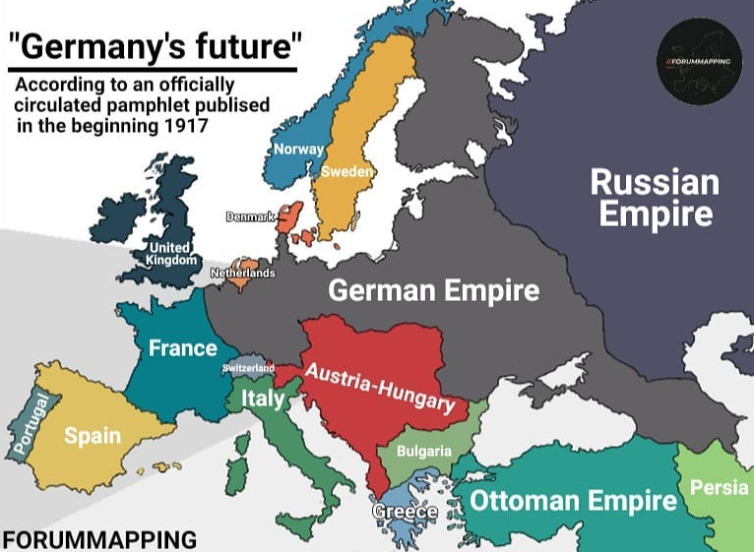 "Germany's future"
According to an officially
circulated pamphlet publised
in the beginning 1917
//FORUMMAPPING
Norway
Sweden
Russian
Empire
Denmark
United
Kingdom
Netherlands
German Empire
France
Switzerland
Austria-Hungary
Italy
Portugal
Spain
Bulgaria
Persia
Ottoman Empire
Greece
FORUMMAPPING